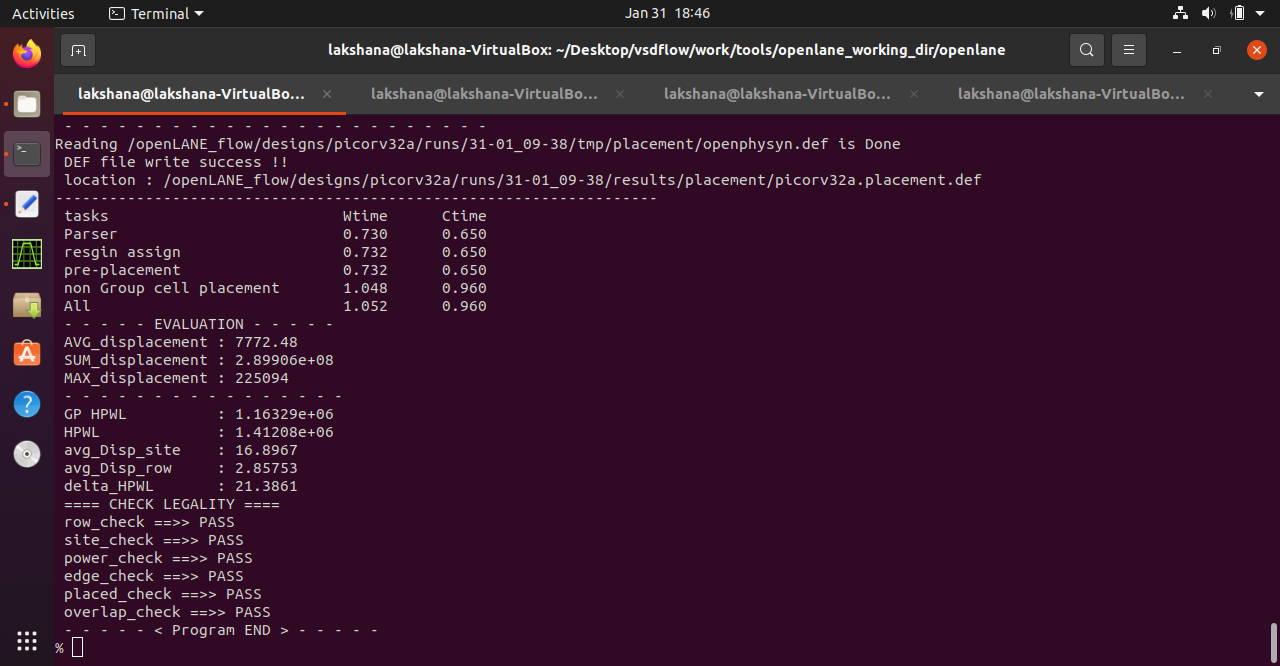 Activities
Terminal
Jan 31 18:46
lakshana@lakshana-VirtualBox: ~/Desktop/vsdflow/work/tools/openlane_working_dir/openlane
lakshana@lakshana-VirtualBo... × lakshana@lakshana-VirtualBo... × lakshana@lakshana-VirtualBo... × lakshana@lakshana-VirtualBo... ×
- - - - - - - - - - - - - - - - - - - - - - - -
Reading /openLANE_flow/designs/picorv32a/runs/31-01_09-38/tmp/placement/openphysyn.def is Done
DEF file write success !!
location : /openLANE_flow/designs/picorv32a/runs/31-01_09-38/results/placement/picorv32a.placement.def
-------------------------------------------------------------------
tasks Wtime Ctime
Parser 0.730 0.650
resgin assign 0.732 0.650
pre-placement 0.732 0.650
non Group cell placement 1.048 0.960
All 1.052 0.960
- - - - - EVALUATION - - - - -
AVG_displacement : 7772.48
SUM_displacement : 2.89906e+08
MAX_displacement : 225094
- - - - - - - - - - - - - - - -
GP HPWL : 1.16329e+06
HPWL : 1.41208e+06
avg_Disp_site : 16.8967
avg_Disp_row : 2.85753
delta_HPWL : 21.3861
==== CHECK LEGALITY ====
row_check ==>> PASS
site_check ==>> PASS
power_check ==>> PASS
edge_check ==>> PASS
placed_check ==>> PASS
overlap_check ==>> PASS
- - - - - < Program END > - - - - -
%